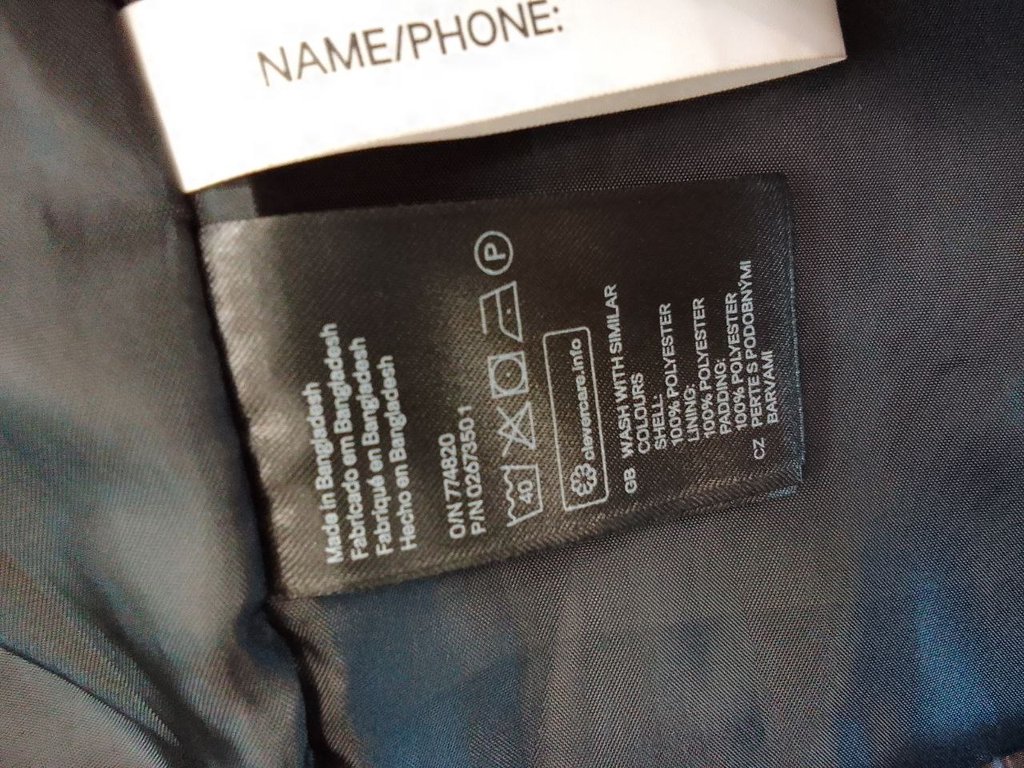 NAME/PHONE:
Made in Bangladesh
Fabricado em Bangladesh
Fabriqué en Bangladesh
Hecho en Bangladesh
O/N 774820
P/N 02673501
40 P
clevercare.info
GB WASH WITH SIMILAR
COLOURS
SHELL:
100% POLYESTER
LINING:
100% POLYESTER
PADDING:
100% POLYESTER
CZ PERTE S PODOBNÝMI
BARVAMI